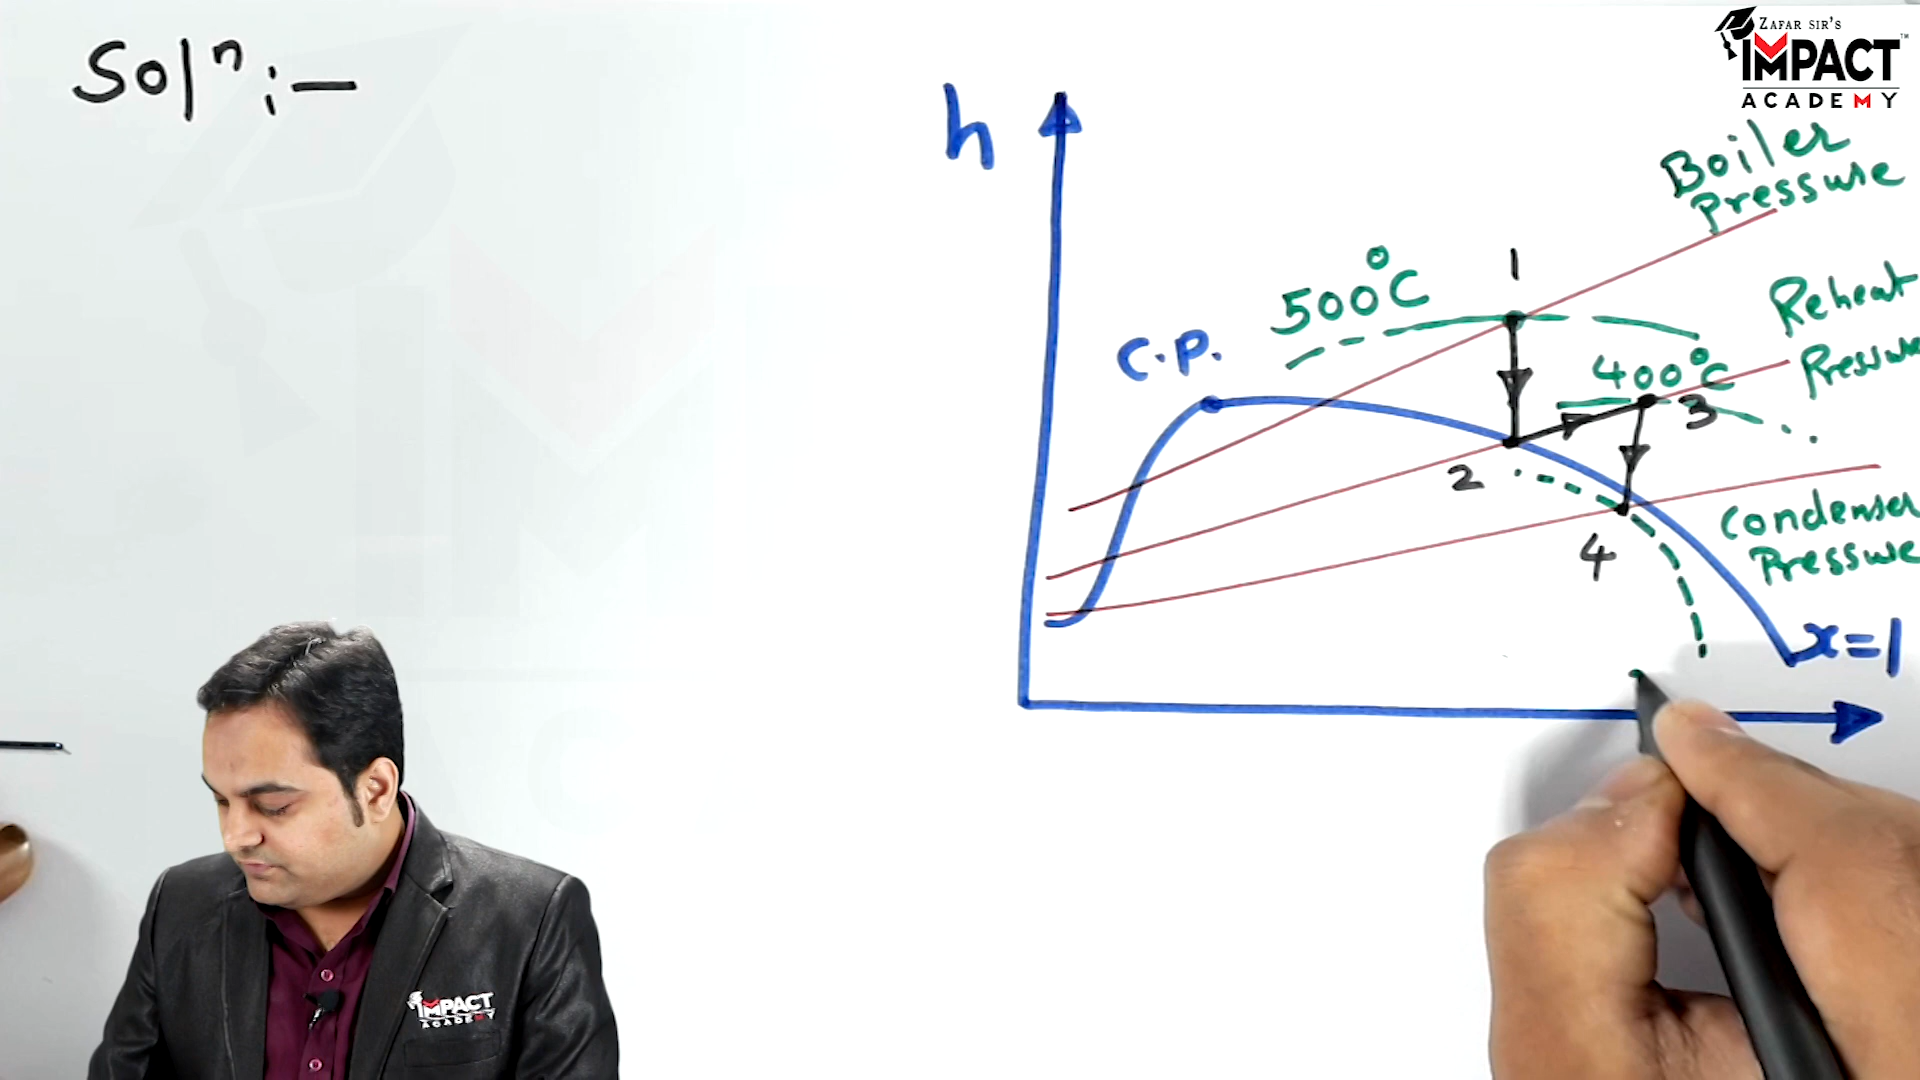 Solⁿ :-
ZAFAR SIR'S
IMPACT™
ACADEMY
h
Boiler
Pressure
500°C
1
Reheat
Pressure
C.P.
400°C
3
2
4
Condenser
Pressure
x=1
IMPACT
ACADEMY